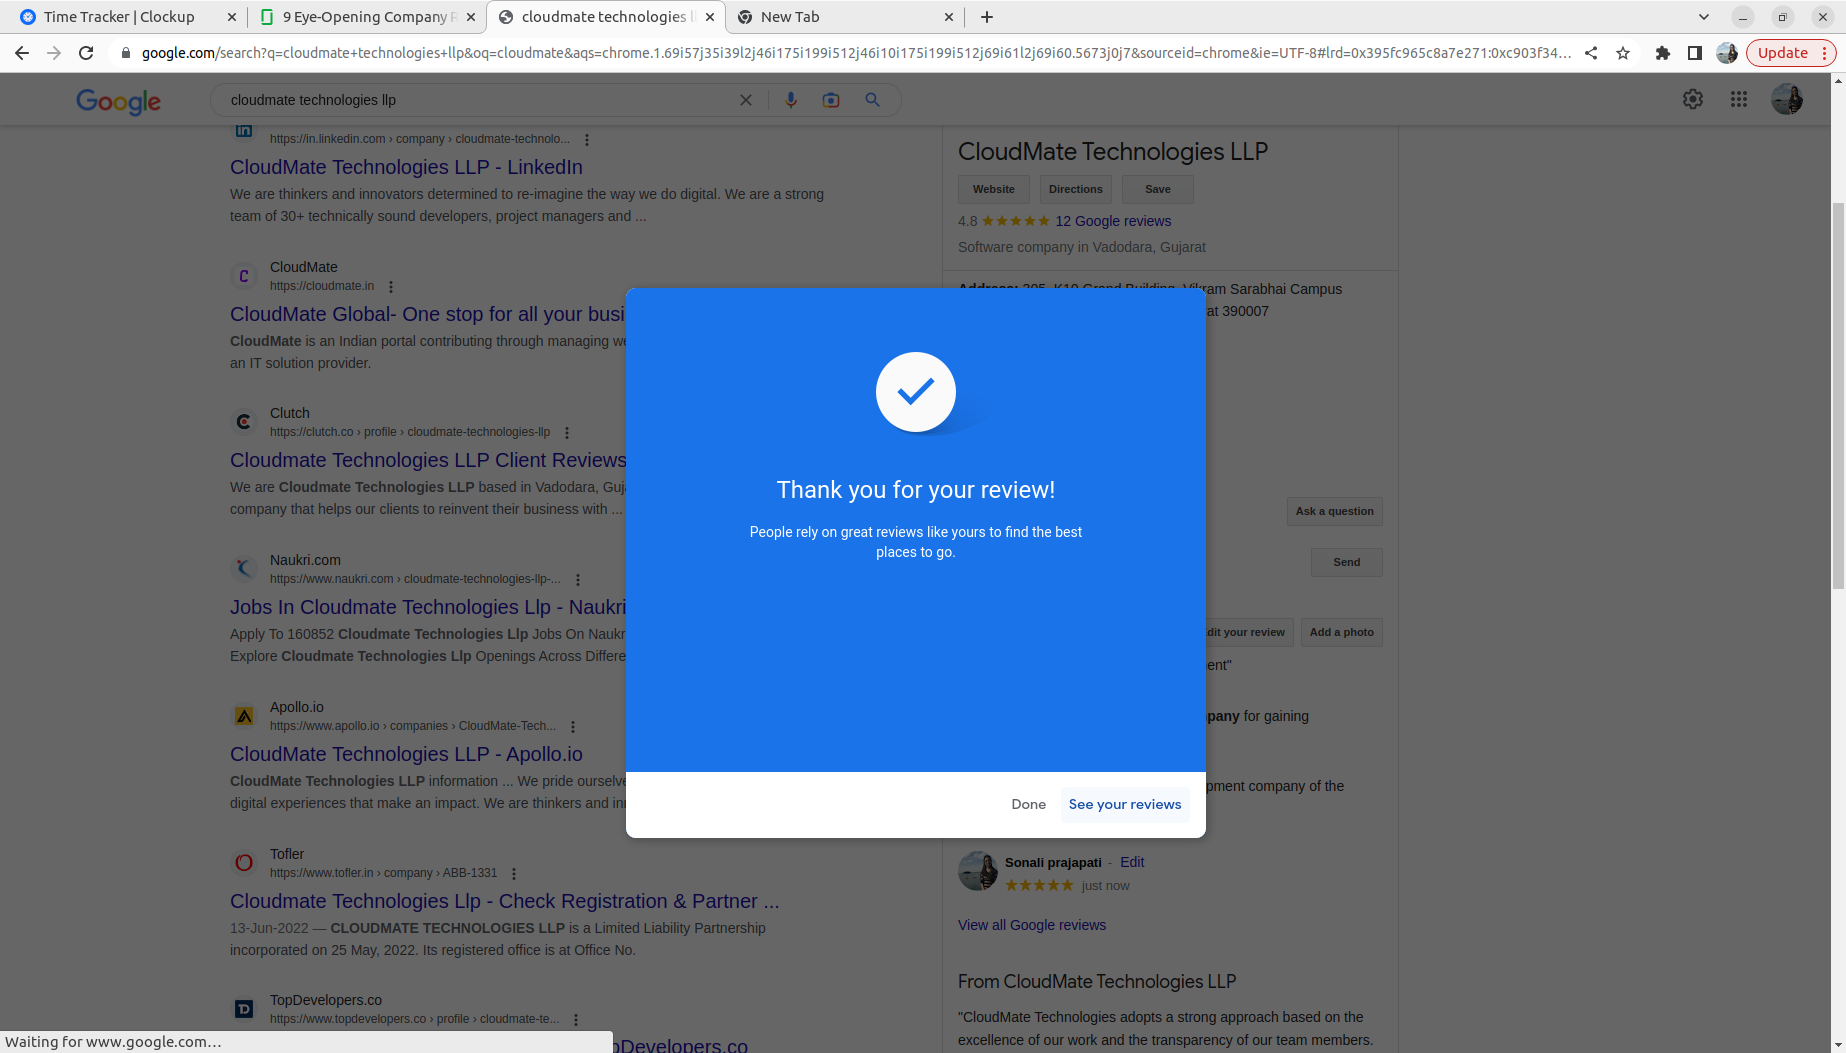 Time Tracker | Clockup
9 Eye-Opening Company R
cloudmate technologies ll
New Tab
google.com/search?q=cloudmate+technologies+llp&oq=cloudmate&aqs=chrome.1.69i57j35i39l2j46i175i199i512j46i10i175i199i512j69i61l2j69i60.5673j0j7&sourceid=chrome&ie=UTF-8#lrd=0x395fc965c8a7e271:0xc903f34...
Update
Google
cloudmate technologies llp
https://in.linkedin.com › company › cloudmate-technolo...
CloudMate Technologies LLP - LinkedIn
We are thinkers and innovators determined to re-imagine the way we do digital. We are a strong
team of 30+ technically sound developers, project managers and ...
CloudMate
https://cloudmate.in
CloudMate Global- One stop for all your busi
CloudMate is an Indian portal contributing through managing we
an IT solution provider.
Clutch
https://clutch.co › profile › cloudmate-technologies-llp
Cloudmate Technologies LLP Client Reviews
We are Cloudmate Technologies LLP based in Vadodara, Guja
company that helps our clients to reinvent their business with ...
Naukri.com
https://www.naukri.com › cloudmate-technologies-llp-...
Jobs In Cloudmate Technologies Llp - Naukri
Apply To 160852 Cloudmate Technologies Llp Jobs On Naukr
Explore Cloudmate Technologies Llp Openings Across Differe
Apollo.io
https://www.apollo.io › companies › CloudMate-Tech...
CloudMate Technologies LLP - Apollo.io
CloudMate Technologies LLP information ... We pride ourselve
digital experiences that make an impact. We are thinkers and inn
Tofler
https://www.tofler.in › company › ABB-1331
Cloudmate Technologies Llp - Check Registration & Partner ...
13-Jun-2022 — CLOUDMATE TECHNOLOGIES LLP is a Limited Liability Partnership
incorporated on 25 May, 2022. Its registered office is at Office No.
TopDevelopers.co
https://www.topdevelopers.co › profile › cloudmate-te...
pDevelopers.co
Waiting for www.google.com...
CloudMate Technologies LLP
Website
Directions
Save
4.8 12 Google reviews
Software company in Vadodara, Gujarat
Address: 305, K10 Grand Building, Vikram Sarabhai Campus
at 390007
Ask a question
Send
dit your review
Add a photo
ent"
pany for gaining
pment company of the
Sonali prajapati - Edit
just now
View all Google reviews
From CloudMate Technologies LLP
"CloudMate Technologies adopts a strong approach based on the
excellence of our work and the transparency of our team members.
Thank you for your review!
People rely on great reviews like yours to find the best
places to go.
Done
See your reviews